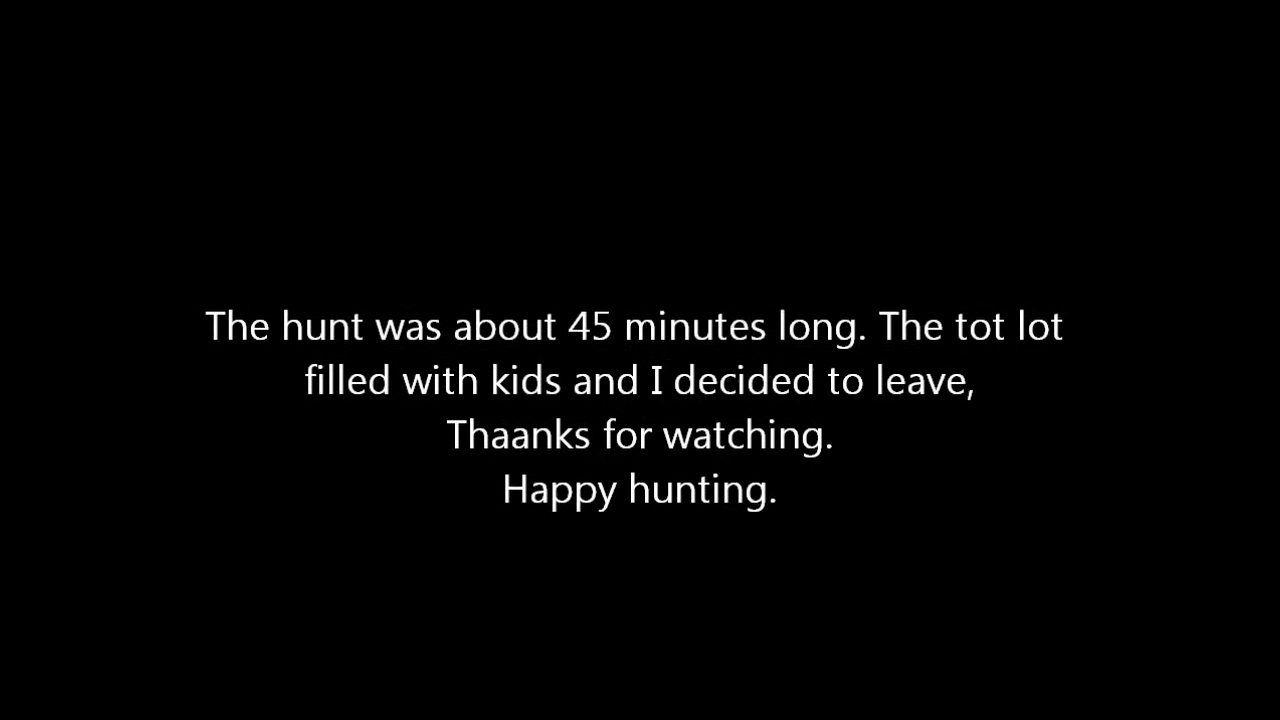 The hunt was about 45 minutes long. The tot lot
filled with kids and I decided to leave,
Thaanks for watching.
Happy hunting.